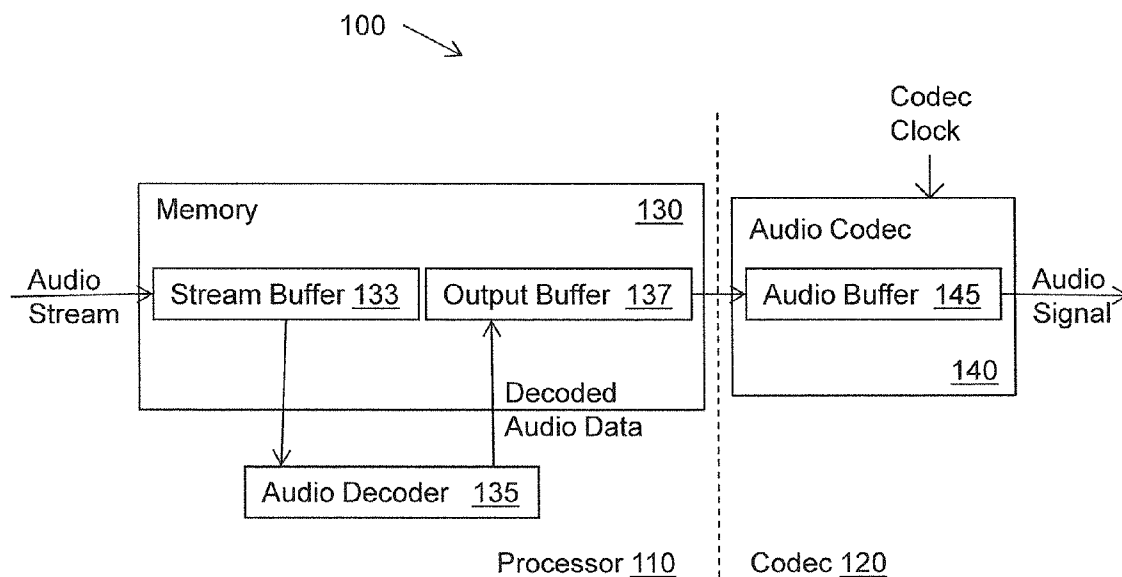 100
Codec
Clock
Memory 130
Audio Codec
Audio
Stream
Stream Buffer 133
Output Buffer 137
Audio Buffer 145
Audio
Signal
140
Decoded
Audio Data
Audio Decoder 135
Processor 110
Codec 120